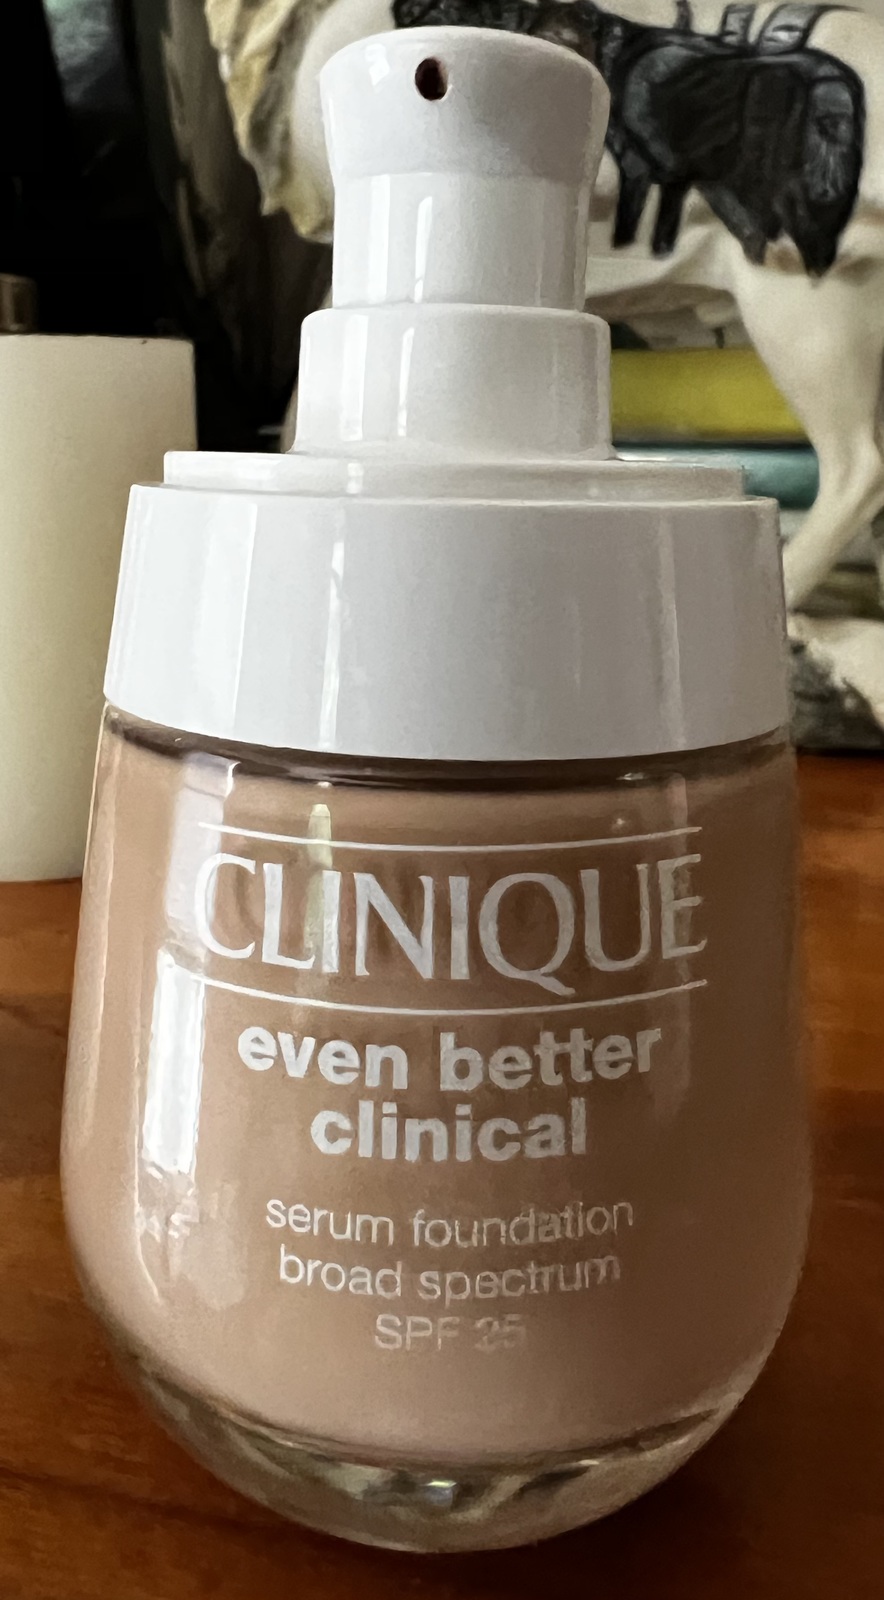 CLINIQUE
even better
clinical
serum foundation
broad spectrum
SPF 25